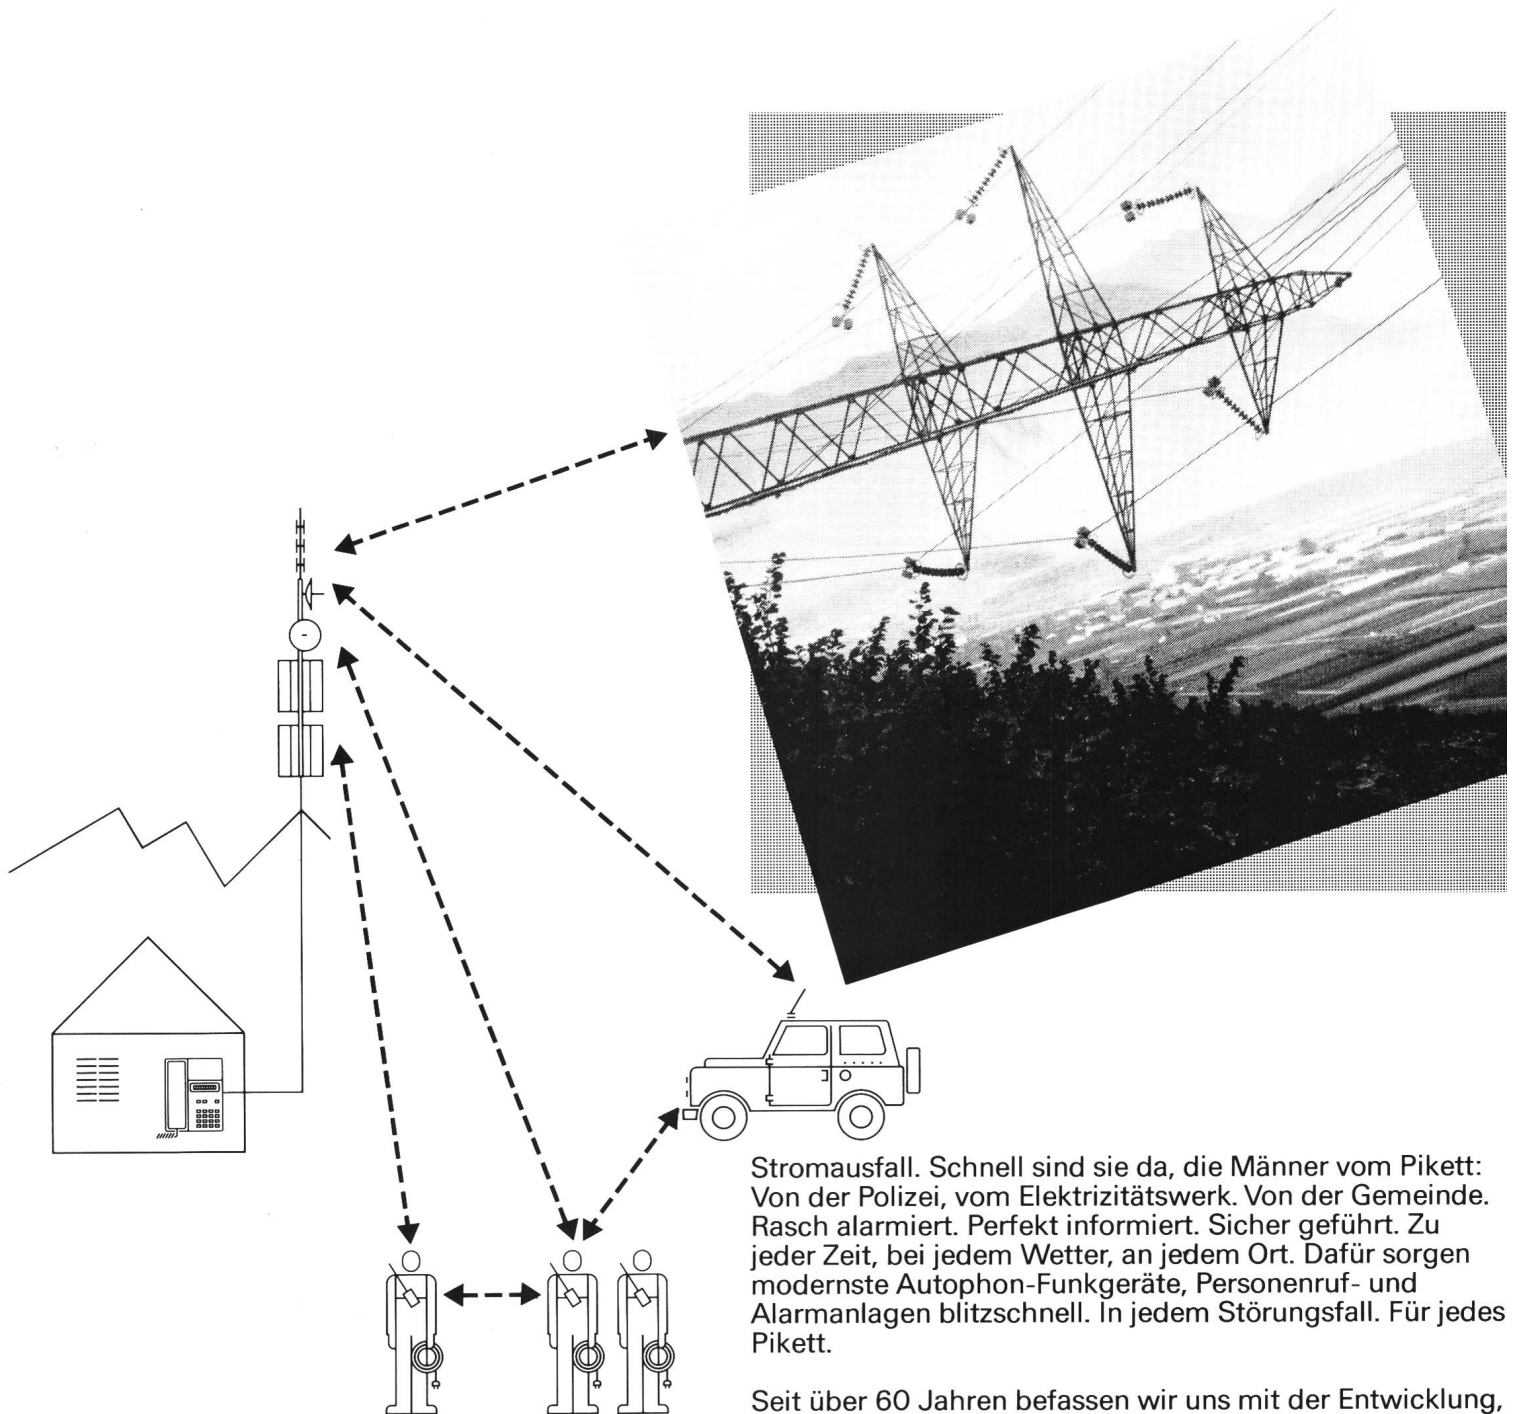 Stromausfall. Schnell sind sie da, die Männer vom Pikett:
Von der Polizei, vom Elektrizitätswerk. Von der Gemeinde.
Rasch alarmiert. Perfekt informiert. Sicher geführt. Zu
jeder Zeit, bei jedem Wetter, an jedem Ort. Dafür sorgen
modernste Autophon-Funkgeräte, Personenruf- und
Alarmanlagen blitzschnell. In jedem Störungsfall. Für jedes
Pikett.
Seit über 60 Jahren befassen wir uns mit der Entwicklung,